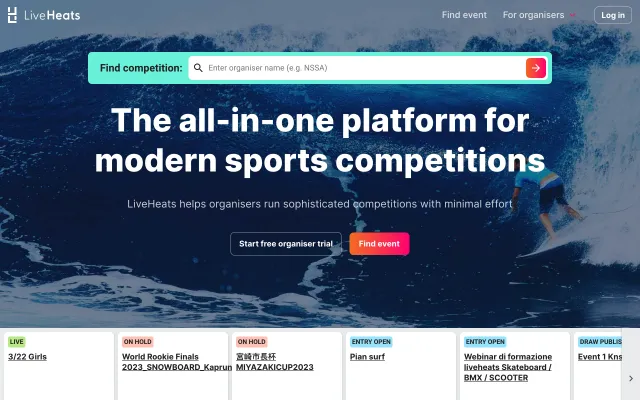 LiveHeats
Find event
For organisers
Log in
Find competition:
Enter organiser name (e.g. NSSA)
The all-in-one platform for
modern sports competitions
LiveHeats helps organisers run sophisticated competitions with minimal effort
Start free organiser trial
Find event
LIVE
3/22 Girls
ON HOLD
World Rookie Finals
2023_SNOWBOARD_Kaprun
ON HOLD
宮崎市長杯
MIYAZAKICUP2023
ENTRY OPEN
Pian surf
ENTRY OPEN
Webinar di formazione
liveheats Skateboard /
BMX / SCOOTER
DRAW PUBLIS
Event 1 Kns